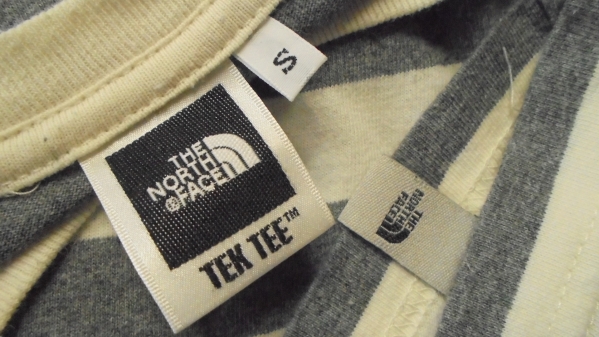 S
THE
NORTH
FACE
TEK TEE™
THE
NORTH
FACE